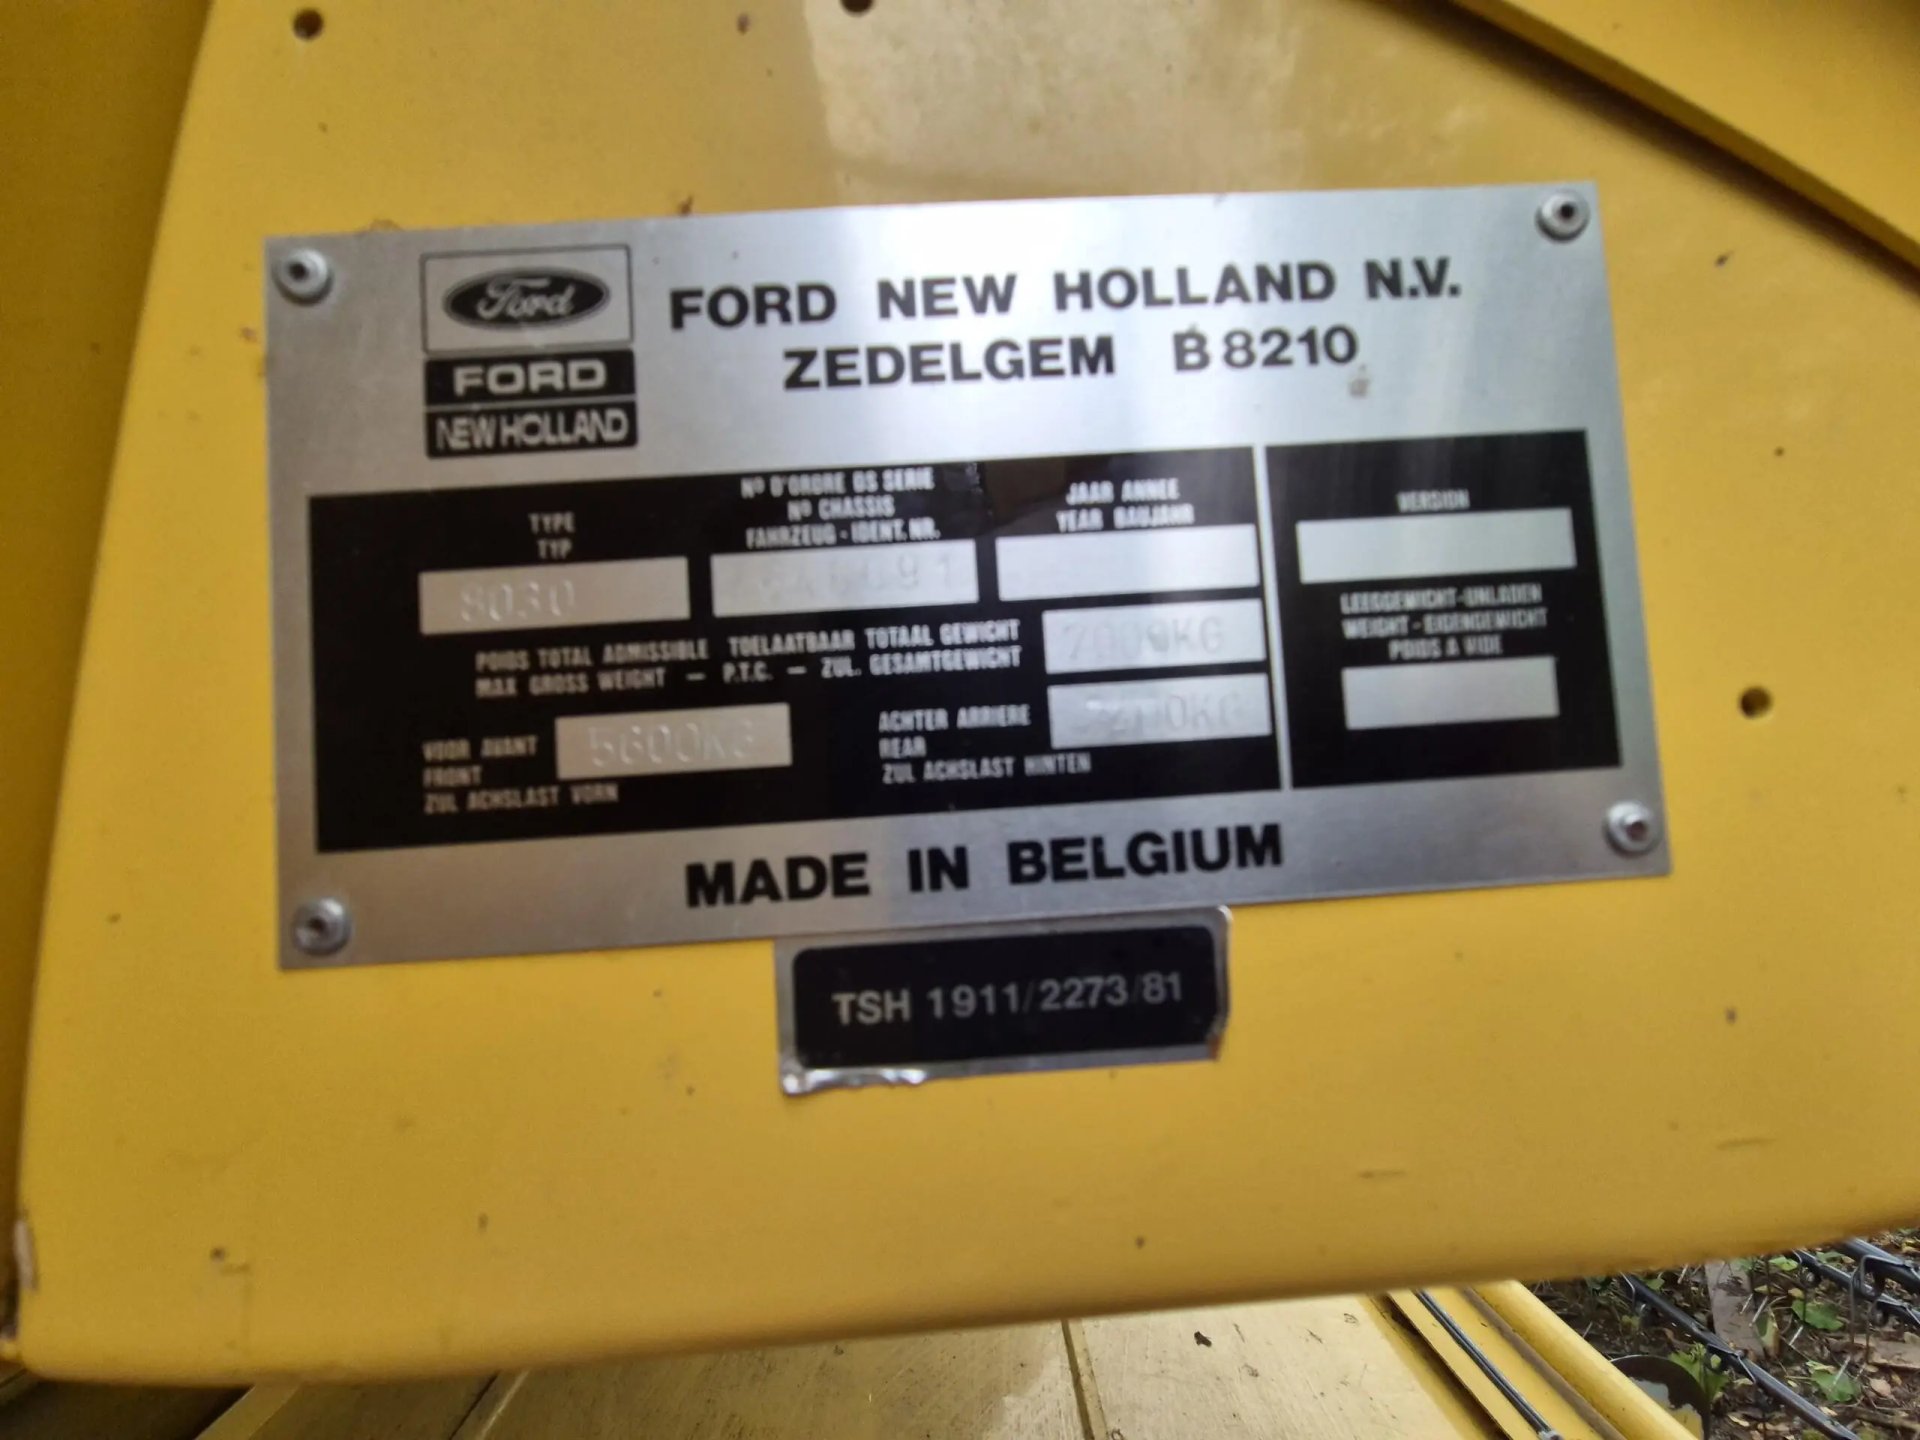 Ford
FORD
NEW HOLLAND
FORD NEW HOLLAND N.V.
ZEDELGEM B 8210
TYPE
TYP
8030
Nº D'ORDRE DS SERIE
Nº CHASSIS
FAHRZEUG - IDENT. NR.
JAAR ANNEE
YEAR BAUJAHR
VERSION
POIDS TOTAL ADMISSIBLE TOELAATBAAR TOTAAL GEWICHT
MAX GROSS WEIGHT - P.T.C. - ZUL. GESAMTGEWICHT
7000KG
LEEGGEWICHT-UNLADEN
WEIGHT - EIGENGEWICHT
POIDS A VIDE
VOOR AVANT
FRONT
ZUL ACHSLAST VORN
5600KG
ACHTER ARRIERE
REAR
ZUL ACHSLAST HINTEN
MADE IN BELGIUM
TSH 1911/2273/81